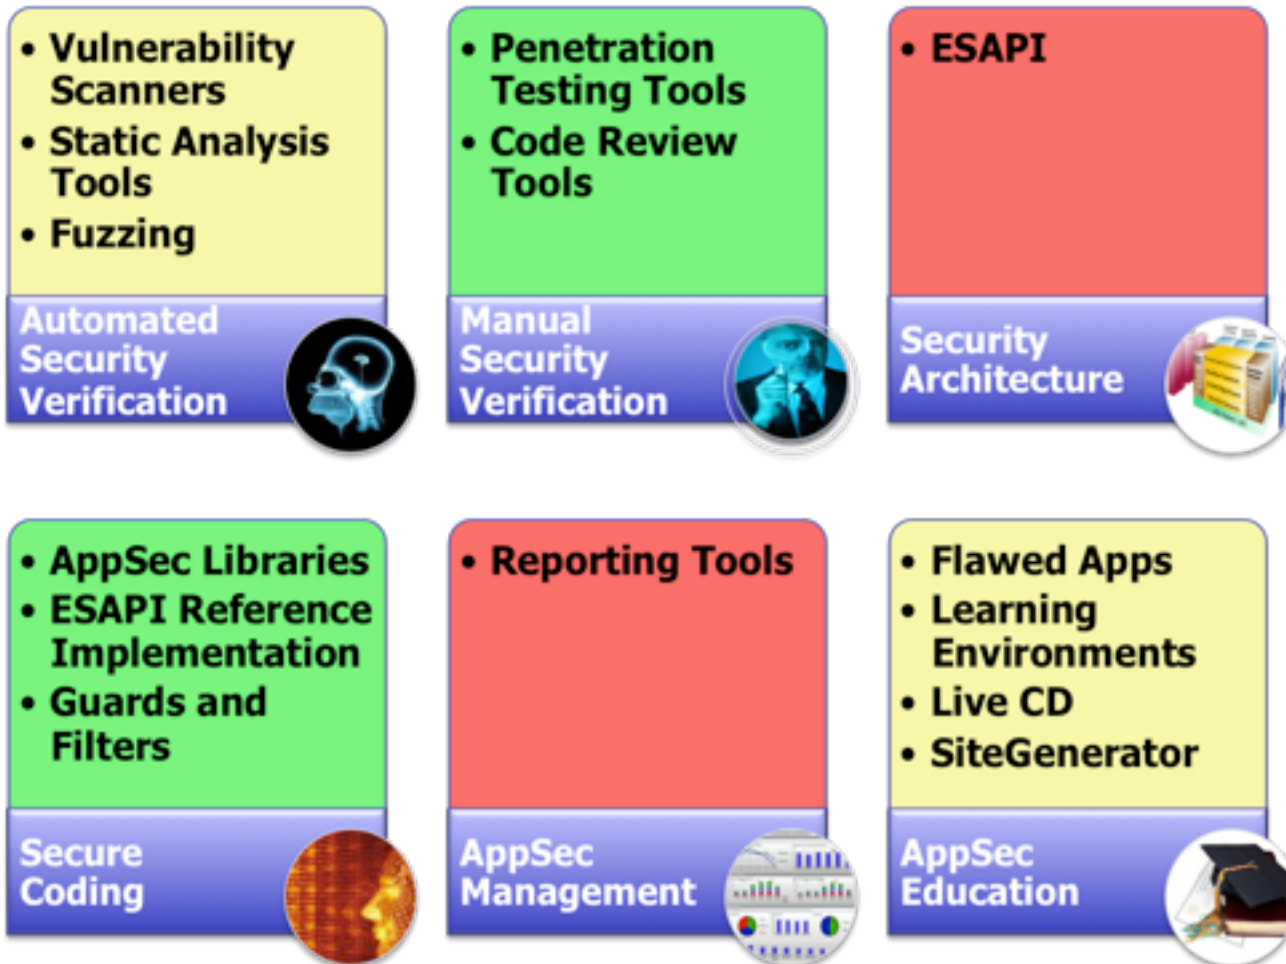 • Vulnerability
Scanners
• Static Analysis
Tools
• Fuzzing
Automated
Security
Verification
• Penetration
Testing Tools
• Code Review
Tools
Manual
Security
Verification
• ESAPI
Security
Architecture
• AppSec Libraries
• ESAPI Reference
Implementation
• Guards and
Filters
Secure
Coding
• Reporting Tools
AppSec
Management
• Flawed Apps
• Learning
Environments
• Live CD
• SiteGenerator
AppSec
Education